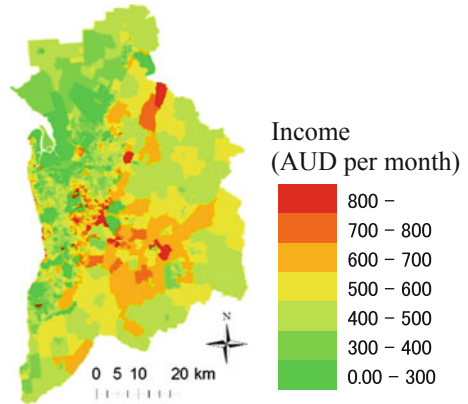 Income
(AUD per month)
800 –
700 – 800
600 – 700
500 – 600
400 – 500
300 – 400
0.00 – 300
N
0 5 10 20 km